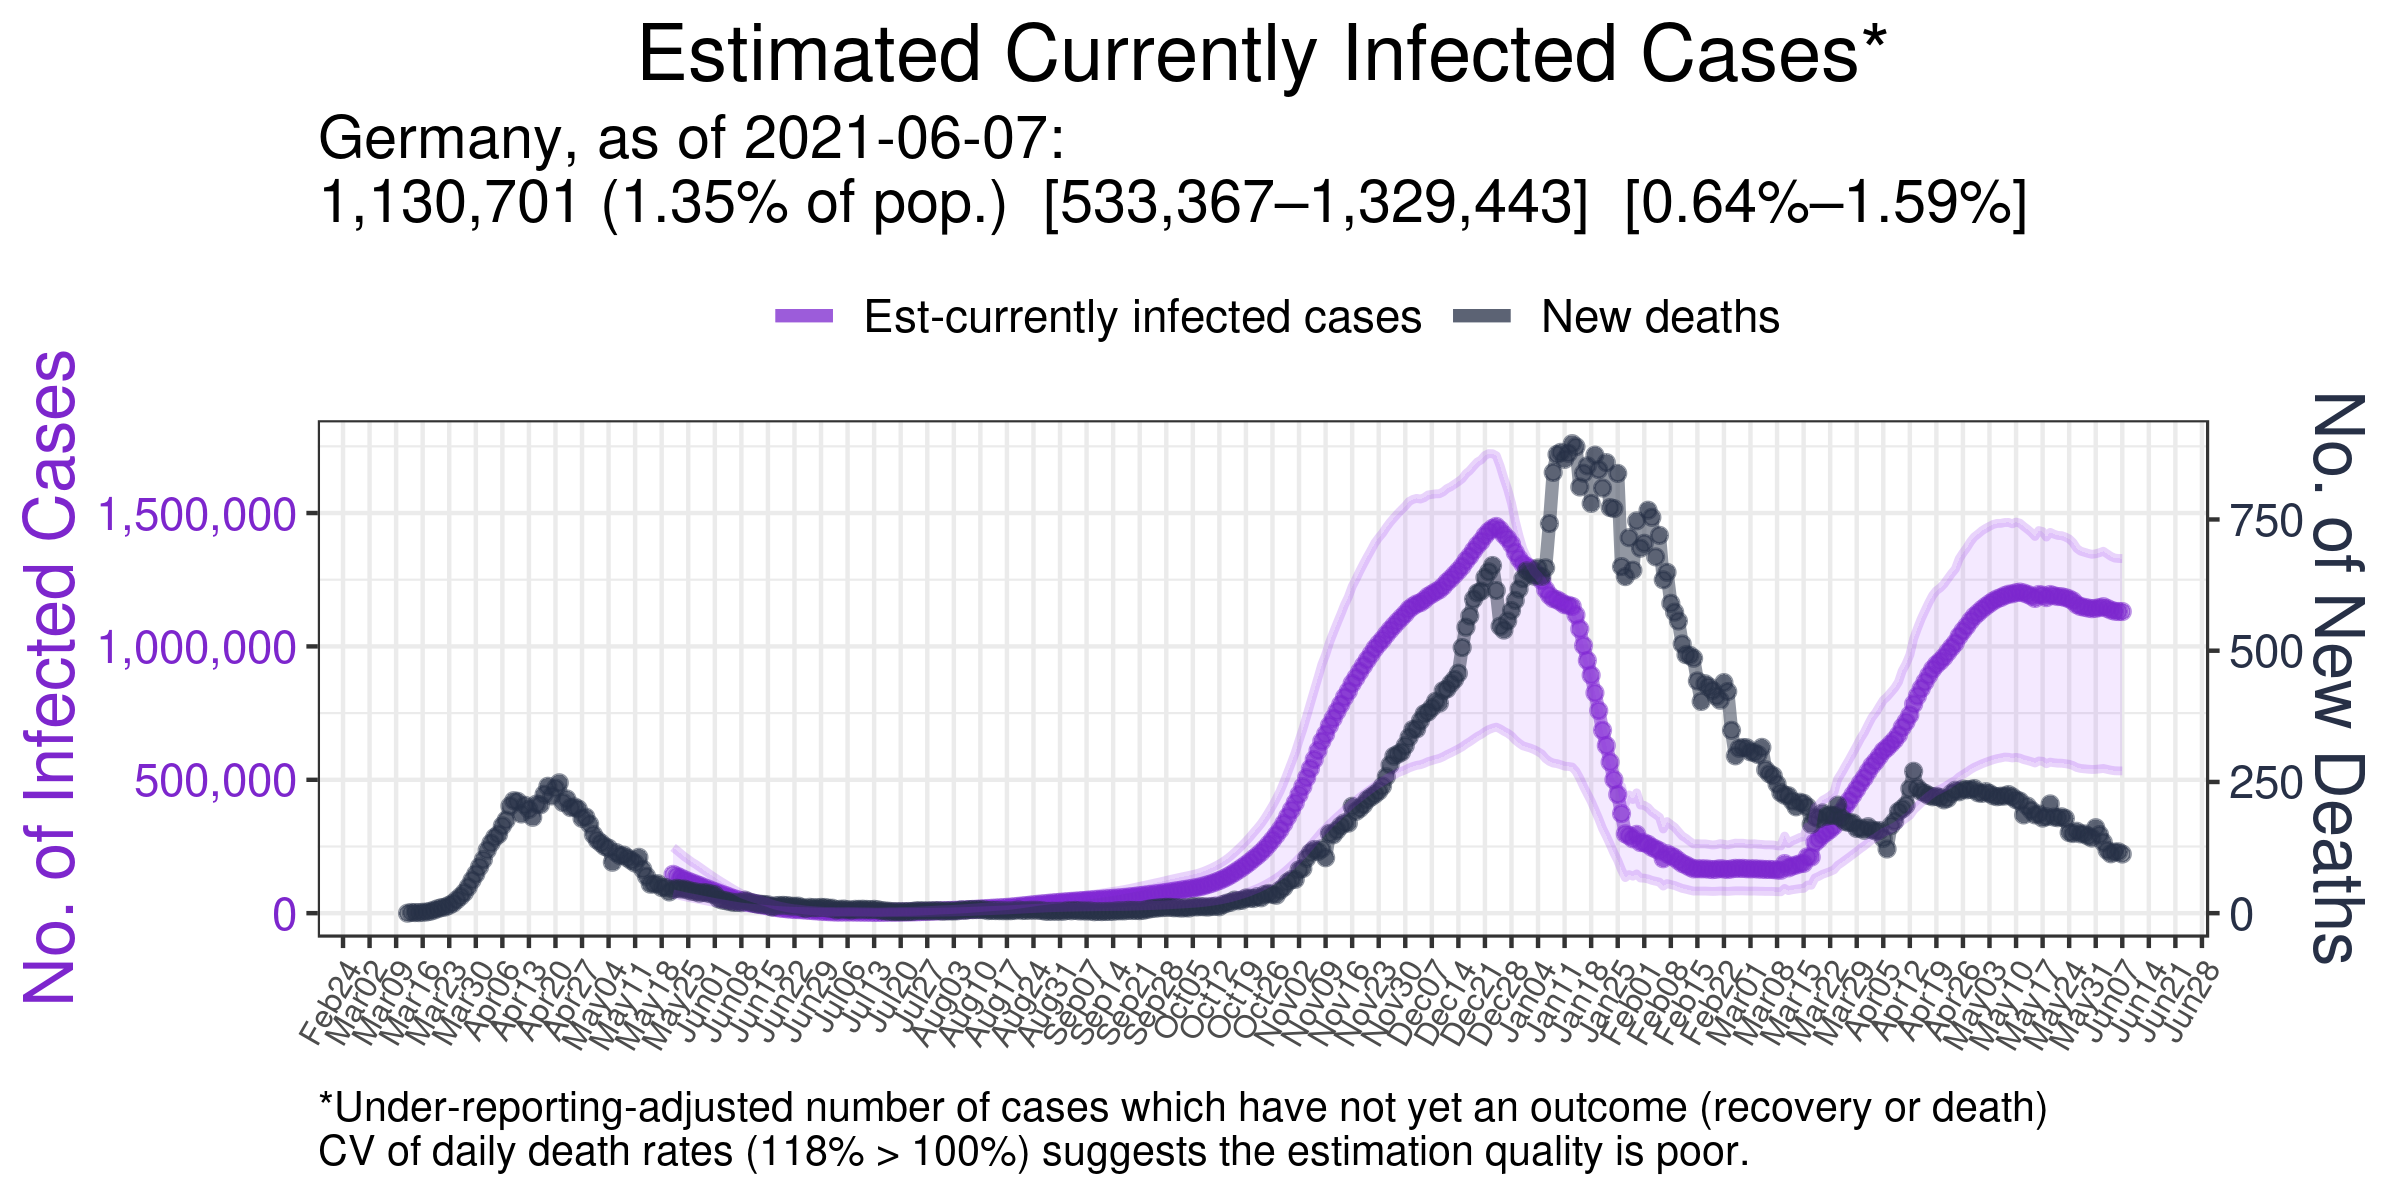 Estimated Currently Infected Cases*
Germany, as of 2021-06-07:
1,130,701 (1.35% of pop.) [533,367–1,329,443] [0.64%–1.59%]
Est-currently infected cases New deaths
No. of Infected Cases
1,500,000
1,000,000
500,000
0
750
500
250
0
No. of New Deaths
Feb24 Mar02 Mar09 Mar16 Mar23 Mar30 Apr06 Apr13 Apr20 Apr27 May04 May11 May18 May25 Jun01 Jun08 Jun15 Jun22 Jun29 Jul06 Jul13 Jul20 Jul27 Aug03 Aug10 Aug17 Aug24 Aug31 Sep07 Sep14 Sep21 Sep28 Oct05 Oct12 Oct19 Oct26 Nov02 Nov09 Nov16 Nov23 Nov30 Dec07 Dec14 Dec21 Dec28 Jan04 Jan11 Jan18 Jan25 Feb01 Feb08 Feb15 Feb22 Mar01 Mar08 Mar15 Mar22 Mar29 Apr05 Apr12 Apr19 Apr26 May03 May10 May17 May24 May31 Jun07 Jun14 Jun21 Jun28
*Under-reporting-adjusted number of cases which have not yet an outcome (recovery or death)
CV of daily death rates (118% > 100%) suggests the estimation quality is poor.